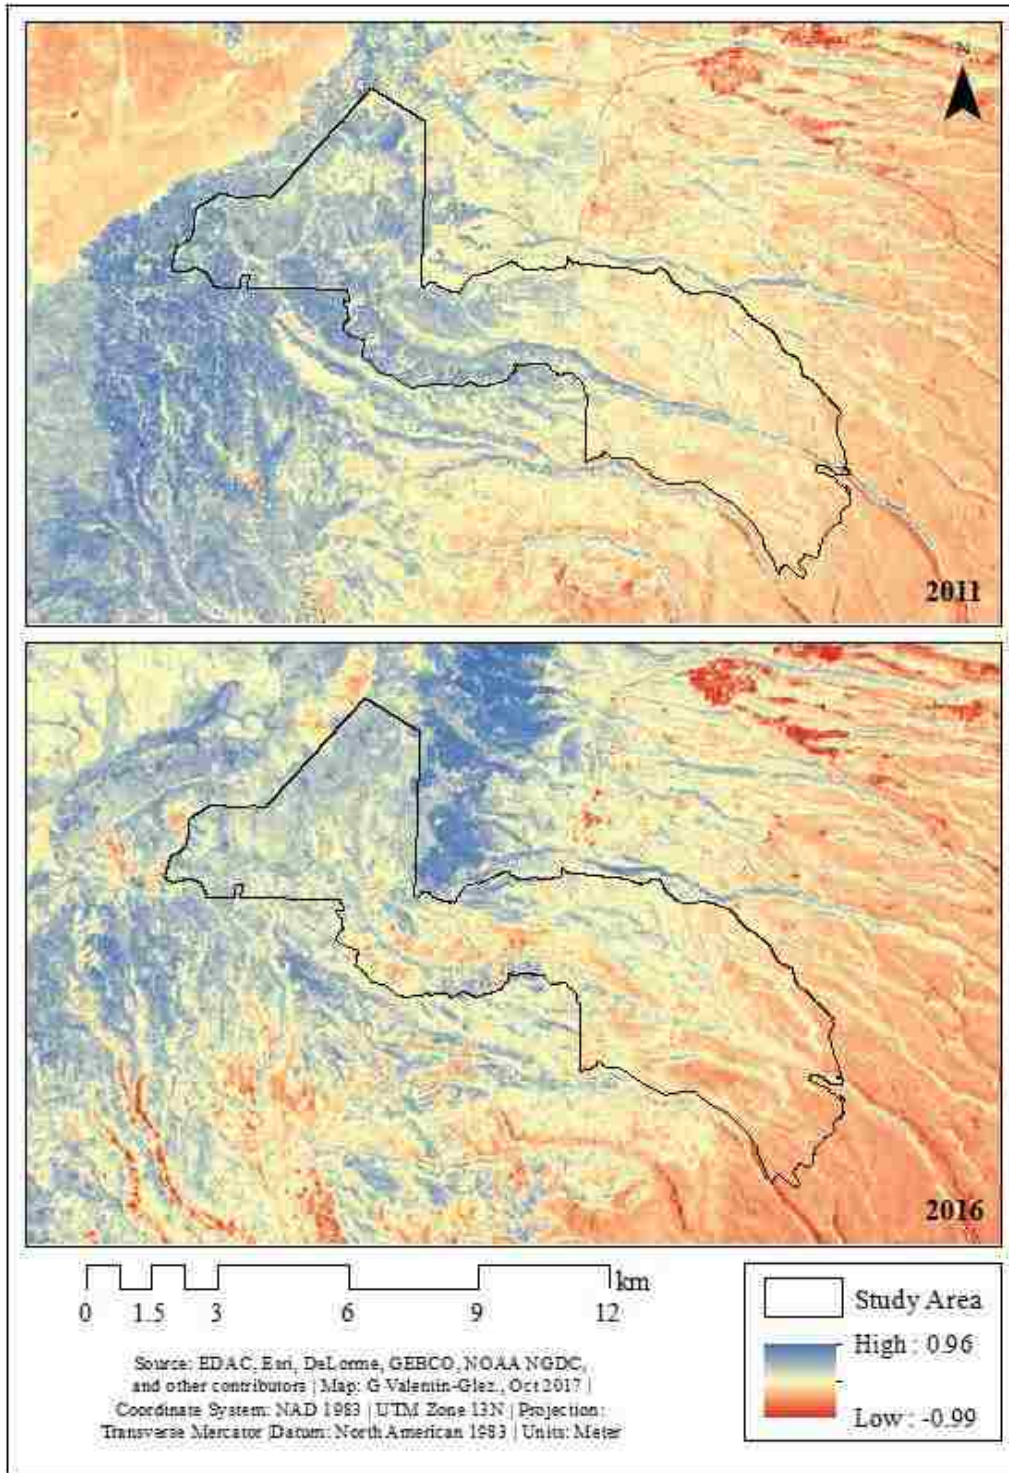 N
2011
2016
km
0 1.5 3 6 9 12
Study Area
High : 0.96
Low : -0.99
Source: EDAC, Esri, DeLorme, GEBCO, NOAA NGDC,
and other contributors | Map: G Valentin-Glez., Oct 2017 |
Coordinate System: NAD 1983 | UTM Zone 13N | Projection:
Transverse Mercator |Datum: North American 1983 | Units: Meter